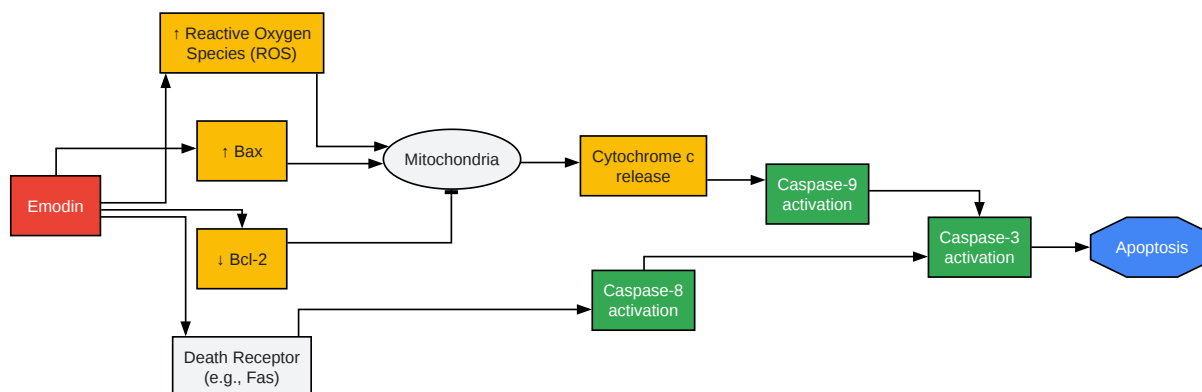 ↑ Reactive Oxygen
Species (ROS)
↑ Bax
Mitochondria
Cytochrome c
release
Caspase-9
activation
Emodin
↓ Bcl-2
Caspase-3
activation
Apoptosis
Caspase-8
activation
Death Receptor
(e.g., Fas)